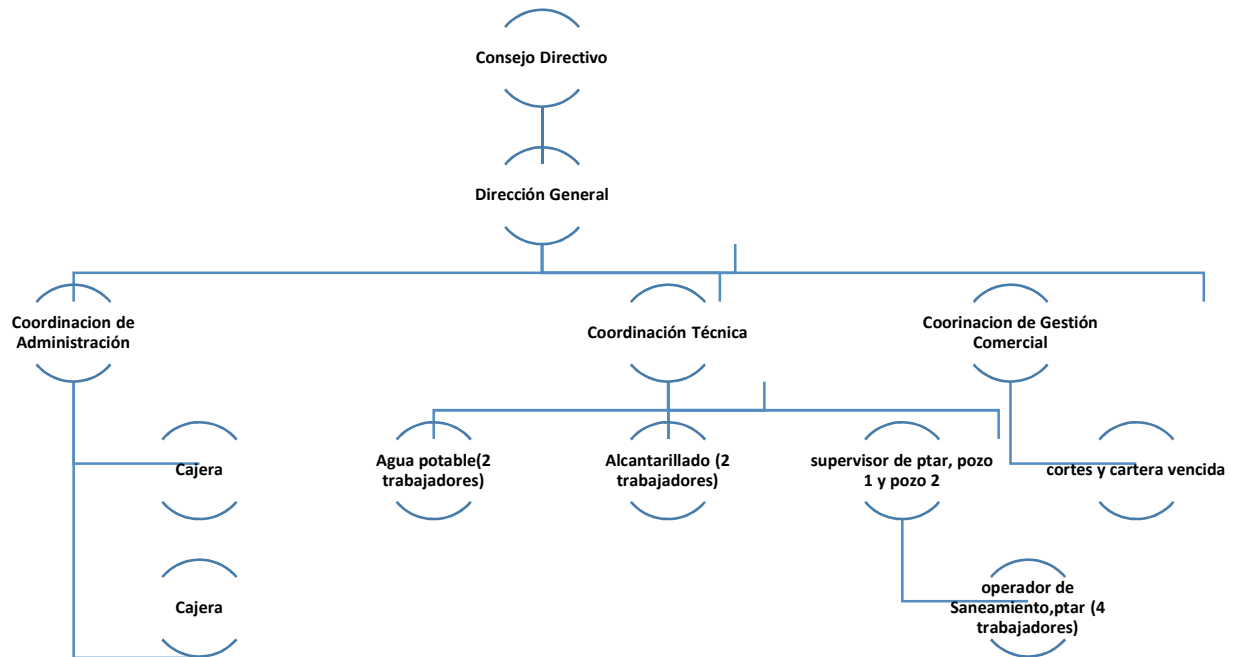 Consejo Directivo
Dirección General
Coordinacion de
Administración
Coordinación Técnica
Coorinacion de Gestión
Comercial
Cajera
Agua potable(2
trabajadores)
Alcantarillado (2
trabajadores)
supervisor de ptar, pozo
1 y pozo 2
cortes y cartera vencida
Cajera
operador de
Saneamiento,ptar (4
trabajadores)